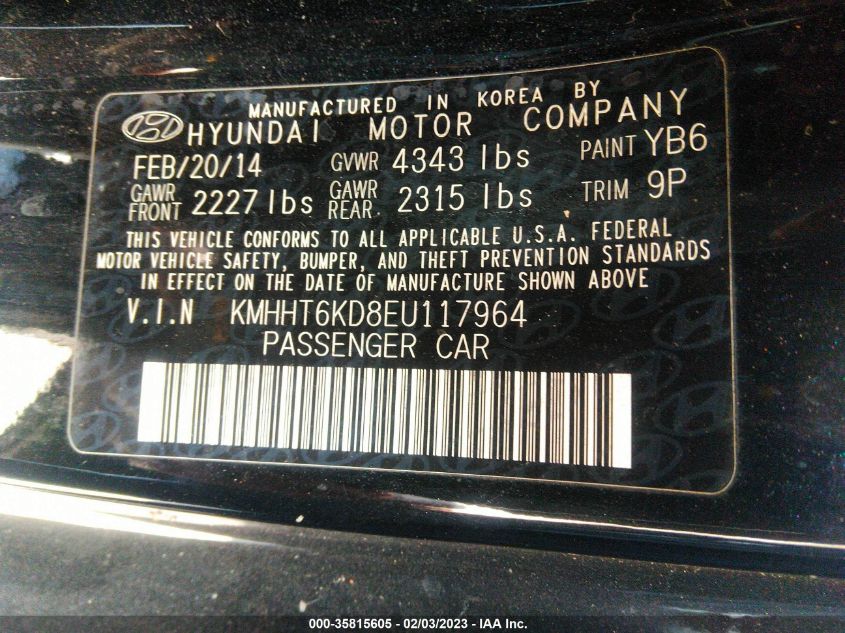 MANUFACTURED IN KOREA BY
HYUNDAI MOTOR COMPANY
FEB/20/14 GVWR 4343 lbs PAINT YB6
GAWR FRONT 2227 lbs GAWR REAR. 2315 lbs TRIM 9P
THIS VEHICLE CONFORMS TO ALL APPLICABLE U.S.A. FEDERAL
MOTOR VEHICLE SAFETY, BUMPER, AND THEFT PREVENTION STANDARDS
IN EFFECT ON THE DATE OF MANUFACTURE SHOWN ABOVE
V.I.N KMHHT6KD8EU117964
PASSENGER CAR
000-35815605 - 02/03/2023 - IAA Inc.